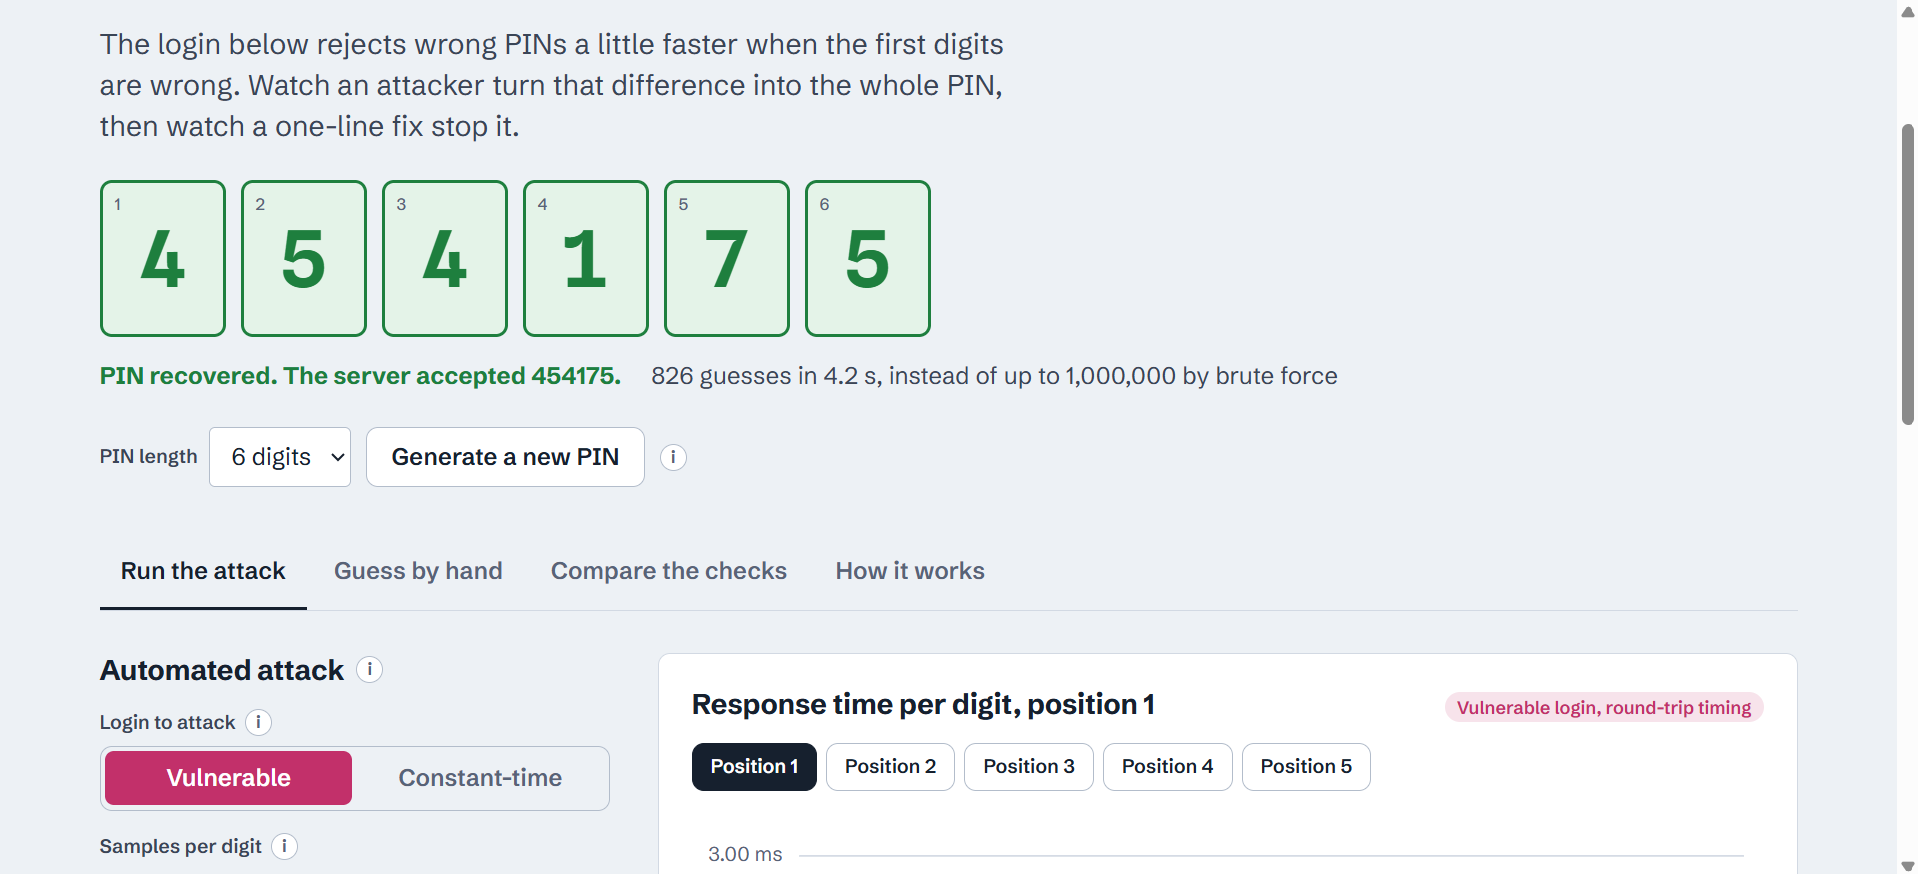 The login below rejects wrong PINs a little faster when the first digits
are wrong. Watch an attacker turn that difference into the whole PIN,
then watch a one-line fix stop it.
1 2 3 4 5 6
4 5 4 1 7 5
PIN recovered. The server accepted 454175. 826 guesses in 4.2 s, instead of up to 1,000,000 by brute force
PIN length 6 digits Generate a new PIN i
Run the attack Guess by hand Compare the checks How it works
Automated attack i
Login to attack i
Vulnerable Constant-time
Samples per digit i
Response time per digit, position 1 Vulnerable login, round-trip timing
Position 1 Position 2 Position 3 Position 4 Position 5
3.00 ms